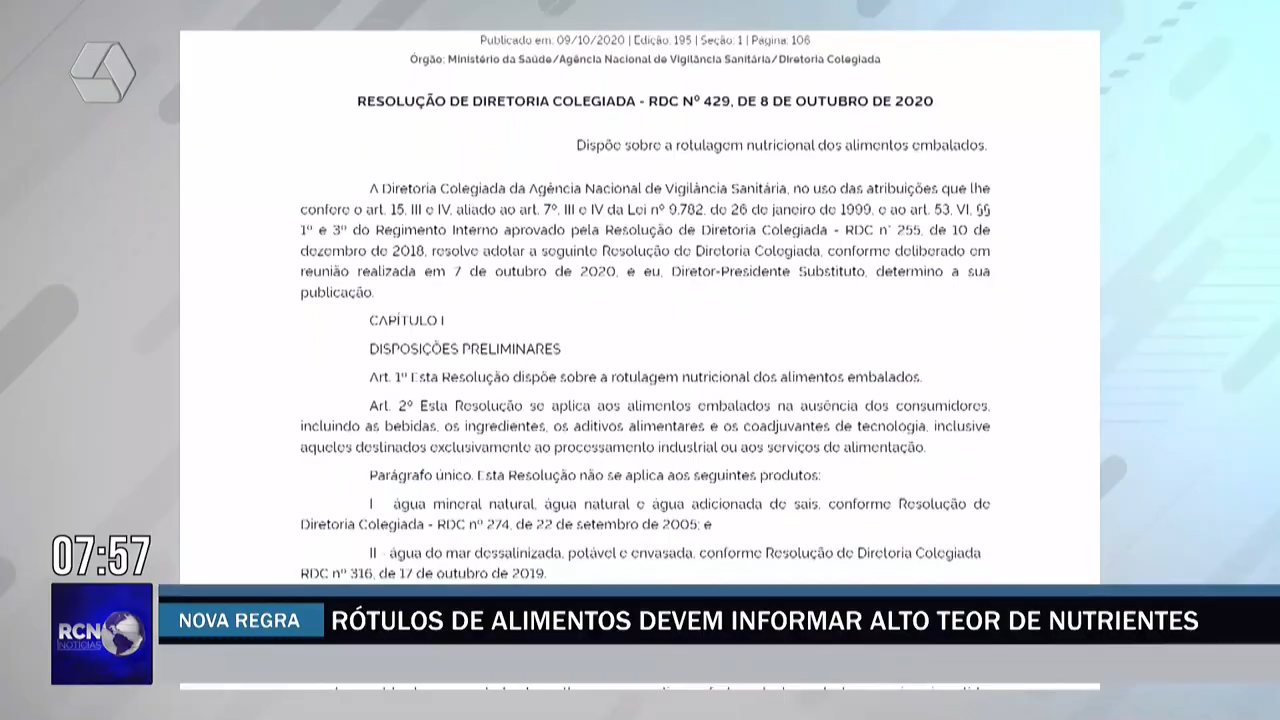 Publicado em: 09/10/2020 | Edição: 195 | Seção: 1 | Página: 106
Órgão: Ministério da Saúde/Agência Nacional de Vigilância Sanitária/Diretoria Colegiada
RESOLUÇÃO DE DIRETORIA COLEGIADA - RDC Nº 429, DE 8 DE OUTUBRO DE 2020
Dispõe sobre a rotulagem nutricional dos alimentos embalados.
A Diretoria Colegiada da Agência Nacional de Vigilância Sanitária, no uso das atribuições que lhe
confere o art. 15, III e IV, aliado ao art. 7º, III e IV da Lei nº 9.782, de 26 de janeiro de 1999, e ao art. 53, VI, §§
1º e 3º do Regimento Interno aprovado pela Resolução de Diretoria Colegiada - RDC n° 255, de 10 de
dezembro de 2018, resolve adotar a seguinte Resolução de Diretoria Colegiada, conforme deliberado em
reunião realizada em 7 de outubro de 2020, e eu, Diretor-Presidente Substituto, determino a sua
publicação.
CAPÍTULO I
DISPOSIÇÕES PRELIMINARES
Art. 1º Esta Resolução dispõe sobre a rotulagem nutricional dos alimentos embalados.
Art. 2º Esta Resolução se aplica aos alimentos embalados na ausência dos consumidores,
incluindo as bebidas, os ingredientes, os aditivos alimentares e os coadjuvantes de tecnologia, inclusive
aqueles destinados exclusivamente ao processamento industrial ou aos serviços de alimentação.
Parágrafo único. Esta Resolução não se aplica aos seguintes produtos:
I - água mineral natural, água natural e água adicionada de sais, conforme Resolução de
Diretoria Colegiada - RDC nº 274, de 22 de setembro de 2005; e
II - água do mar dessalinizada, potável e envasada, conforme Resolução de Diretoria Colegiada
RDC nº 316, de 17 de outubro de 2019.
07:57
RCN
NOTÍCIAS
NOVA REGRA
RÓTULOS DE ALIMENTOS DEVEM INFORMAR ALTO TEOR DE NUTRIENTES